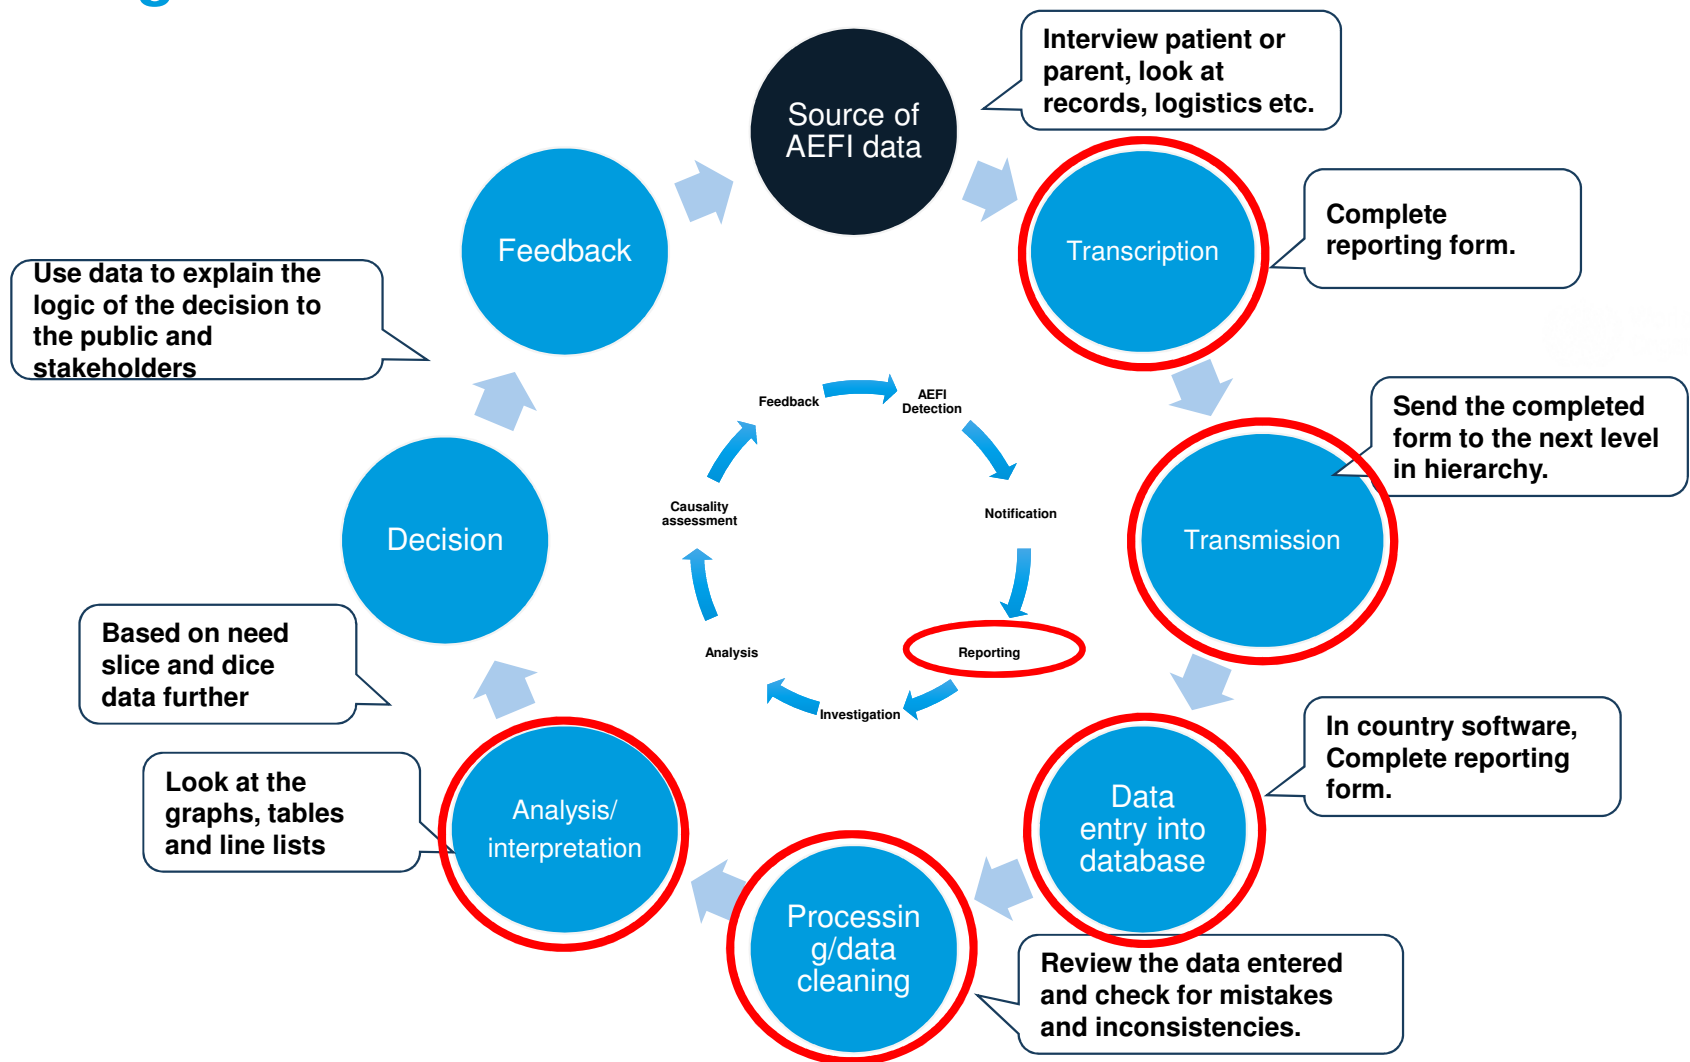 Interview patient or
parent, look at
records, logistics etc.
Source of
AEFI data
Transcription
Complete
reporting form.
Feedback
Use data to explain the
logic of the decision to
the public and
stakeholders
Send the completed
form to the next level
in hierarchy.
Transmission
Decision
Feedback
AEFI
Detection
Notification
Reporting
Investigation
Analysis
Causality
assessment
Based on need
slice and dice
data further
In country software,
Complete reporting
form.
Data
entry into
database
Look at the
graphs, tables
and line lists
Analysis/
interpretation
Processin
g/data
cleaning
Review the data entered
and check for mistakes
and inconsistencies.